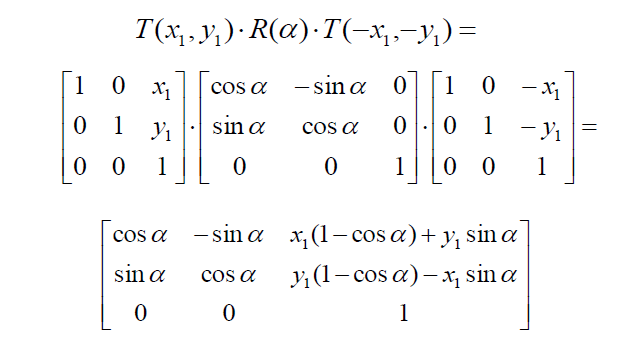 T(x₁, y₁)·R(α)·T(−x₁,−y₁) =
[1 0 x₁] [cos α −sin α 0] [1 0 −x₁]
[0 1 y₁]·[sin α cos α 0]·[0 1 −y₁]=
[0 0 1] [0 0 1] [0 0 1]
[cos α −sin α x₁(1−cos α)+ y₁ sin α]
[sin α cos α y₁(1−cos α)− x₁ sin α]
[0 0 1]